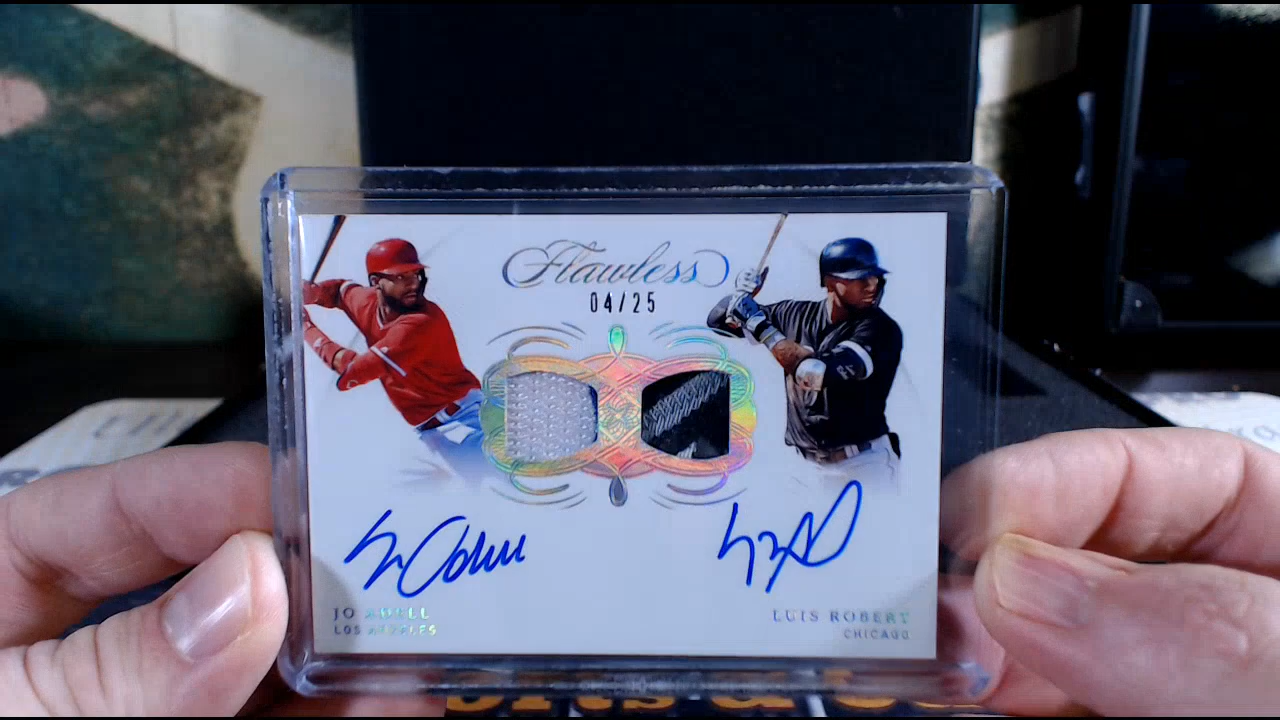 Flawless
04/25
JO ADELL
LOS ANGELES
LUIS ROBERT
CHICAGO